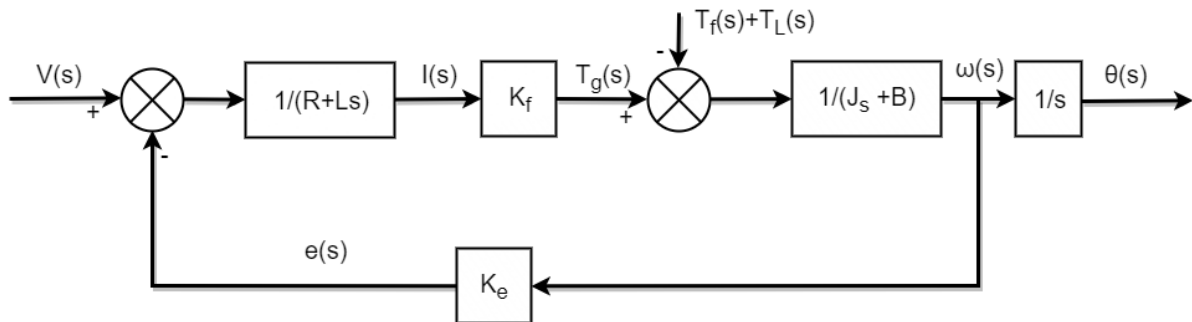 T_f(s)+T_L(s)
-
V(s)
+
1/(R+Ls)
I(s)
K_f
T_g(s)
+
1/(J_s +B)
ω(s)
1/s
θ(s)
-
e(s)
K_e